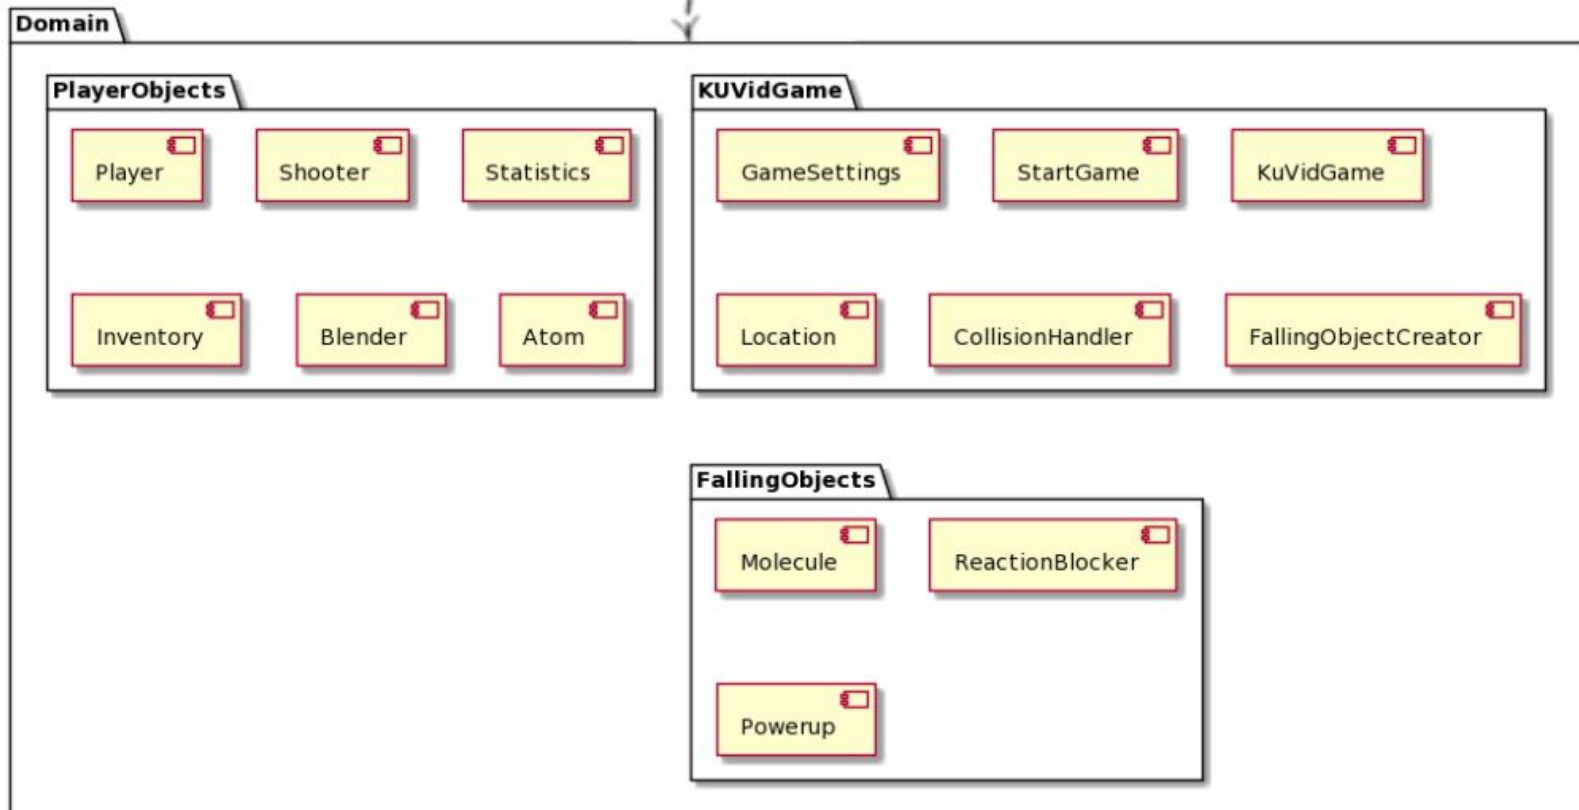 Domain
PlayerObjects
Player
Shooter
Statistics
Inventory
Blender
Atom
KUVidGame
GameSettings
StartGame
KuVidGame
Location
CollisionHandler
FallingObjectCreator
FallingObjects
Molecule
ReactionBlocker
Powerup